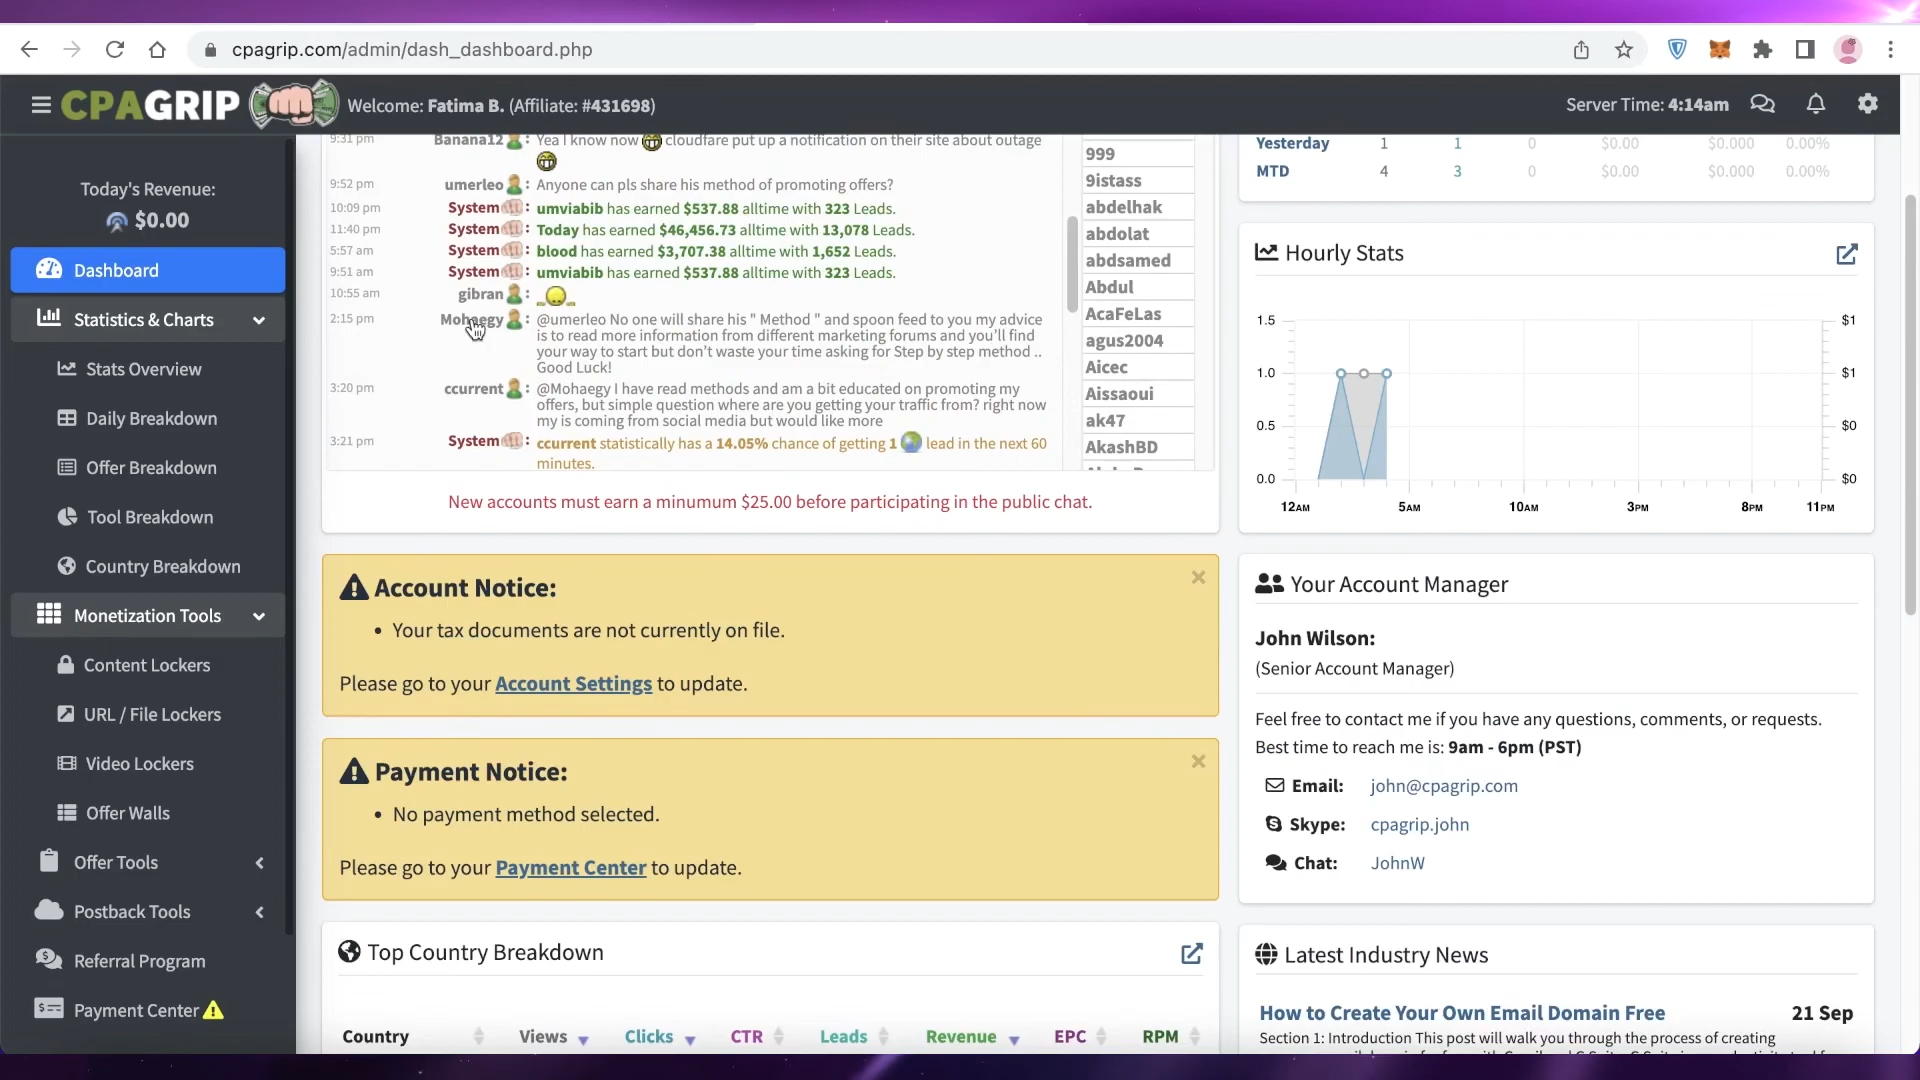 cpagrip.com/admin/dash_dashboard.php
CPAGRIP
Welcome: Fatima B. (Affiliate: #431698)
Server Time: 4:14am
Today's Revenue:
$0.00
Dashboard
Statistics & Charts
Stats Overview
Daily Breakdown
Offer Breakdown
Tool Breakdown
Country Breakdown
Monetization Tools
Content Lockers
URL / File Lockers
Video Lockers
Offer Walls
Offer Tools
Postback Tools
Referral Program
Payment Center
9:31 pm Banana12 : Yea I know now cloudfare put up a notification on their site about outage
9:52 pm umerleo : Anyone can pls share his method of promoting offers?
10:09 pm System : umviabib has earned $537.88 alltime with 323 Leads.
11:40 pm System : Today has earned $46,456.73 alltime with 13,078 Leads.
5:57 am System : blood has earned $3,707.38 alltime with 1,652 Leads.
9:51 am System : umviabib has earned $537.88 alltime with 323 Leads.
10:55 am gibran :
2:15 pm Mohaegy : @umerleo No one will share his " Method " and spoon feed to you my advice
is to read more information from different marketing forums and you'll find
your way to start but don't waste your time asking for Step by step method ..
Good Luck!
3:20 pm ccurrent : @Mohaegy I have read methods and am a bit educated on promoting my
offers, but simple question where are you getting your traffic from? right now
my is coming from social media but would like more
3:21 pm System : ccurrent statistically has a 14.05% chance of getting 1 lead in the next 60
minutes.
999
9istass
abdelhak
abdolat
abdsamed
Abdul
AcaFeLas
agus2004
Aicec
Aissaoui
ak47
AkashBD
New accounts must earn a minumum $25.00 before participating in the public chat.
Account Notice:
• Your tax documents are not currently on file.
Please go to your Account Settings to update.
Payment Notice:
• No payment method selected.
Please go to your Payment Center to update.
Top Country Breakdown
Country Views Clicks CTR Leads Revenue EPC RPM
Yesterday 1 1 0 $0.00 $0.000 0.00%
MTD 4 3 0 $0.00 $0.000 0.00%
Hourly Stats
1.5 $1
1.0 $1
0.5 $0
0.0 $0
12AM 5AM 10AM 3PM 8PM 11PM
Your Account Manager
John Wilson:
(Senior Account Manager)
Feel free to contact me if you have any questions, comments, or requests.
Best time to reach me is: 9am - 6pm (PST)
Email: john@cpagrip.com
Skype: cpagrip.john
Chat: JohnW
Latest Industry News
How to Create Your Own Email Domain Free 21 Sep
Section 1: Introduction This post will walk you through the process of creating